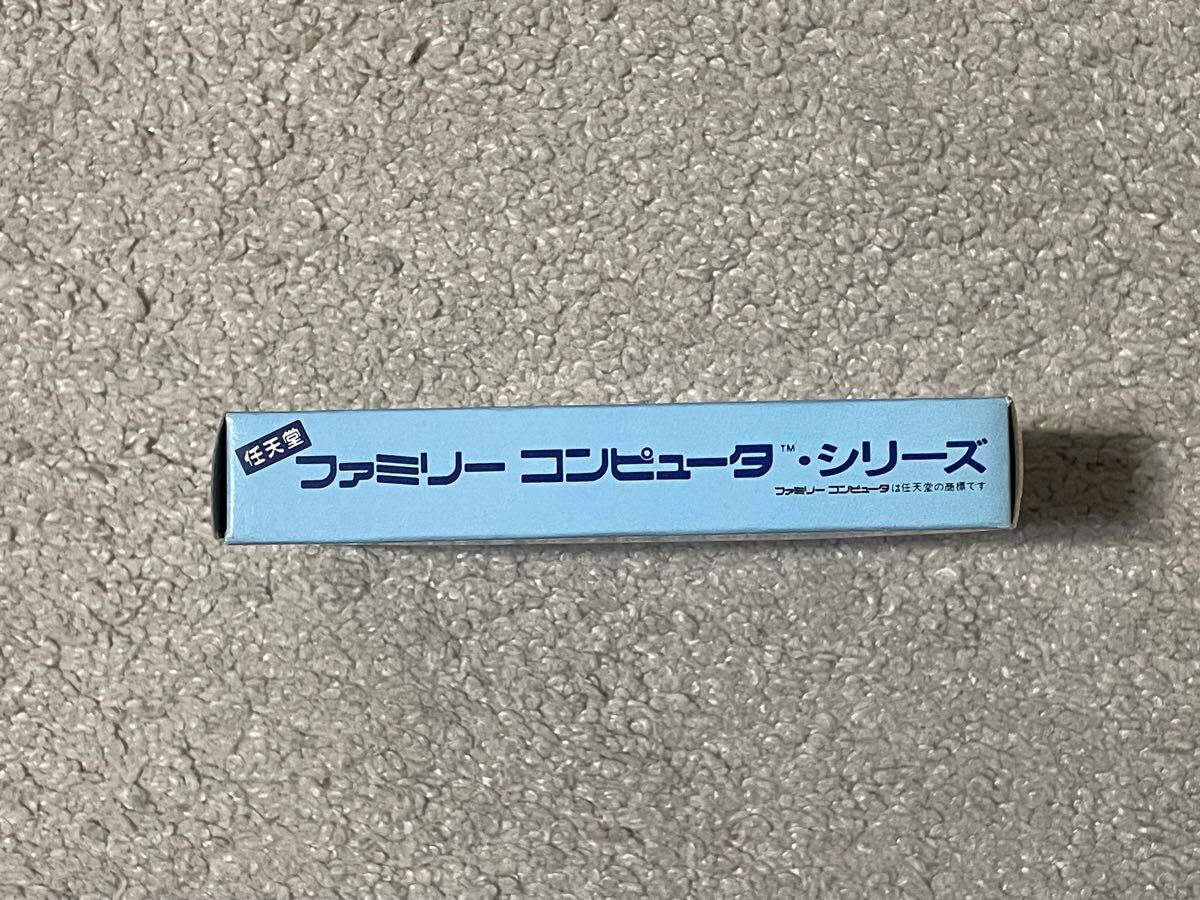 任天堂
ファミリー コンピュータ™・シリーズ
ファミリー コンピュータは任天堂の商標です